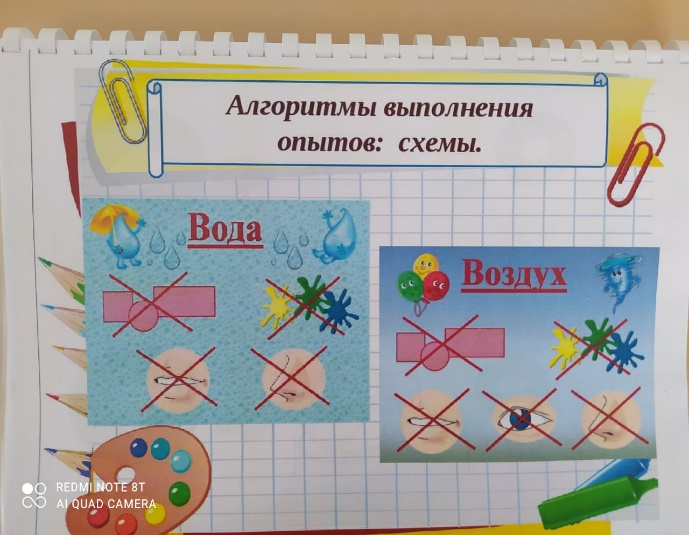 Алгоритмы выполнения
опытов: схемы.
Вода
Воздух
REDMI NOTE 8T
AI QUAD CAMERA